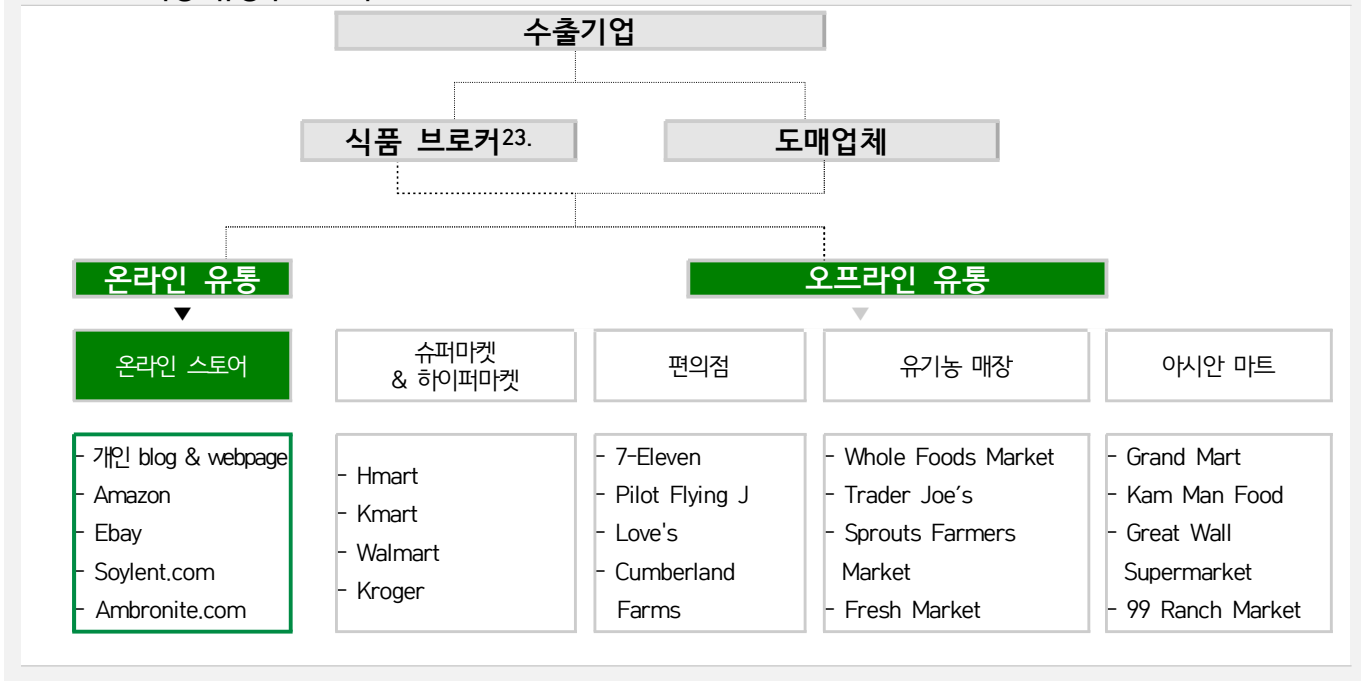 수출기업
식품 브로커23.
도매업체
온라인 유통
오프라인 유통
▼
▼
온라인 스토어
슈퍼마켓
& 하이퍼마켓
편의점
유기농 매장
아시안 마트
- 개인 blog & webpage
- Amazon
- Ebay
- Soylent.com
- Ambronite.com
- Hmart
- Kmart
- Walmart
- Kroger
- 7-Eleven
- Pilot Flying J
- Love's
- Cumberland
Farms
- Whole Foods Market
- Trader Joe´s
- Sprouts Farmers
Market
- Fresh Market
- Grand Mart
- Kam Man Food
- Great Wall
Supermarket
- 99 Ranch Market